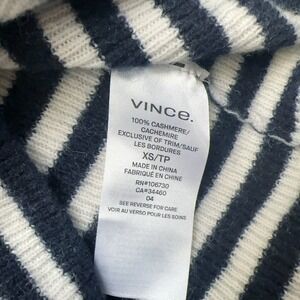 VINCE.
100% CASHMERE/
CACHEMIRE
EXCLUSIVE OF TRIM/SAUF
LES BORDURES
XS/TP
MADE IN CHINA
FABRIQUÉ EN CHINE
RN#106730
CA#34460
04
SEE REVERSE FOR CARE
VOIR AU VERSO POUR LES SOINS